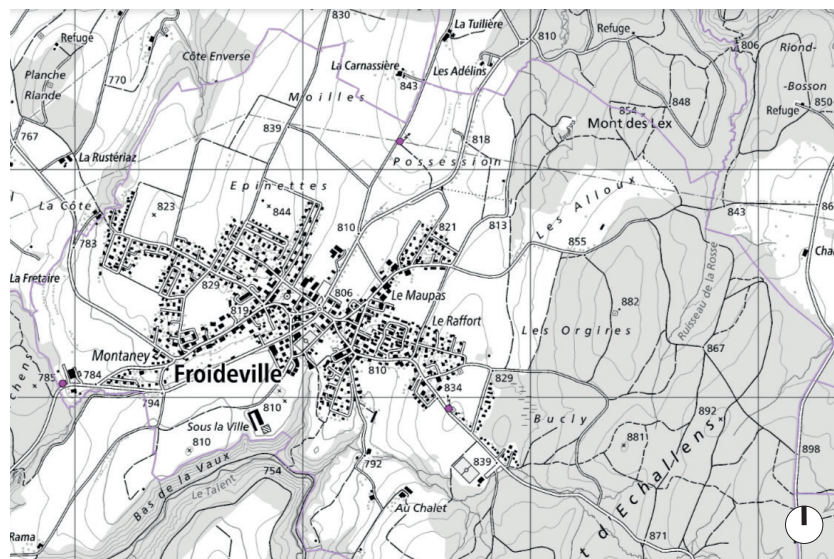 830
La Tuilière
810
Refuge
806
Riond-
Refuge
Côte Enverse
La Carnassière
Les Adélins
Planche
Rlande
770
843
-Bosson
850
Refuge
848
854
Moilles
Mont des Lex
767
839
818
La Rustériaz
Possession
Epinettes
La Côte
823
844
Les Alloux
843
86
783
810
821
813
855
Cha
La Fretaire
829
806
Le Maupas
882
Ruisseau de la Rosse
819
Le Raffort
Les Orgires
Montaney
867
785
784
Froideville
810
829
chens
834
794
810
892
Sous la Ville
Bucly
810
881
898
Bas de la Vaux
754
792
839
Le Talent
t d'Echallens
Au Chalet
Rama
871